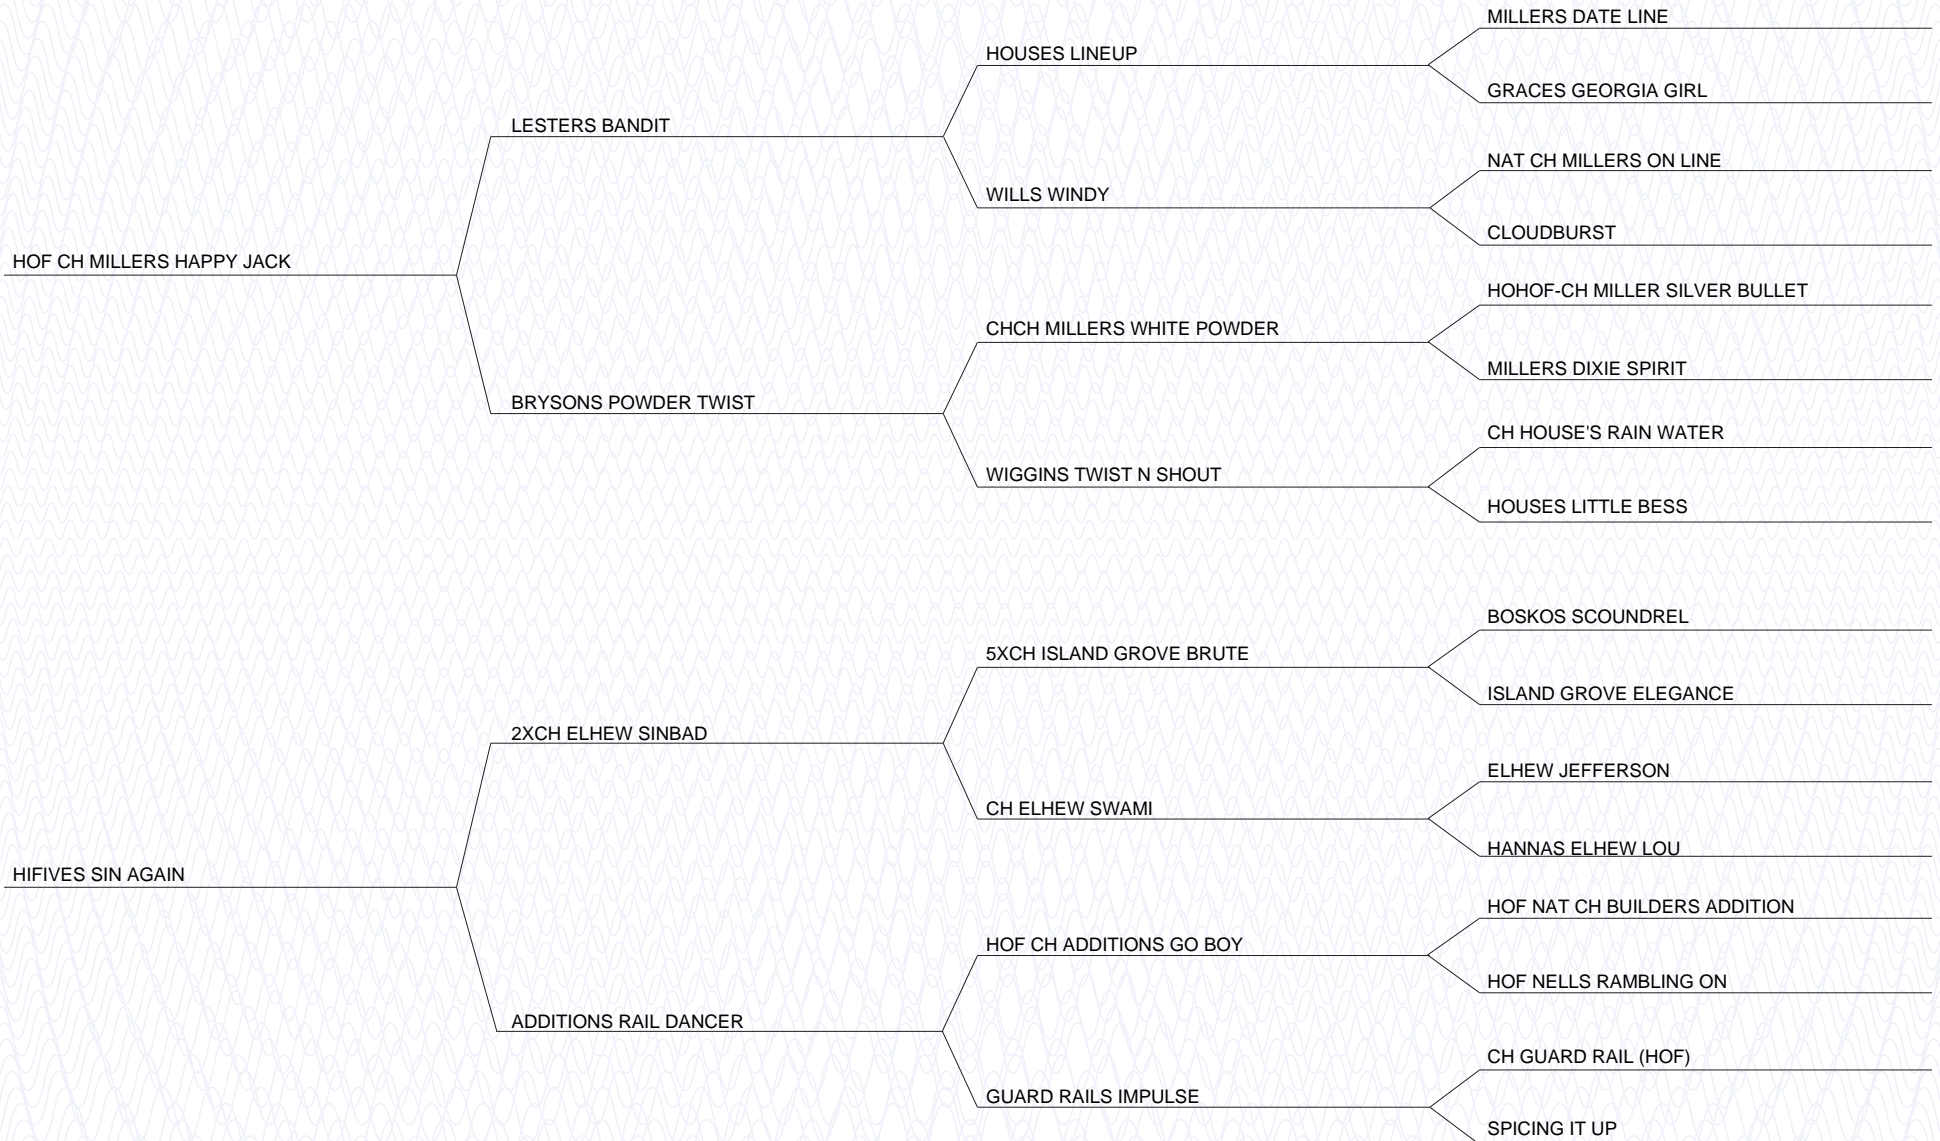 MILLERS DATE LINE
HOUSES LINEUP
GRACES GEORGIA GIRL
LESTERS BANDIT
NAT CH MILLERS ON LINE
WILLS WINDY
CLOUDBURST
HOF CH MILLERS HAPPY JACK
HOHOF-CH MILLER SILVER BULLET
CHCH MILLERS WHITE POWDER
MILLERS DIXIE SPIRIT
BRYSONS POWDER TWIST
CH HOUSE'S RAIN WATER
WIGGINS TWIST N SHOUT
HOUSES LITTLE BESS
BOSKOS SCOUNDREL
5XCH ISLAND GROVE BRUTE
ISLAND GROVE ELEGANCE
2XCH ELHEW SINBAD
ELHEW JEFFERSON
CH ELHEW SWAMI
HANNAS ELHEW LOU
HIFIVES SIN AGAIN
HOF NAT CH BUILDERS ADDITION
HOF CH ADDITIONS GO BOY
HOF NELLS RAMBLING ON
ADDITIONS RAIL DANCER
CH GUARD RAIL (HOF)
GUARD RAILS IMPULSE
SPICING IT UP